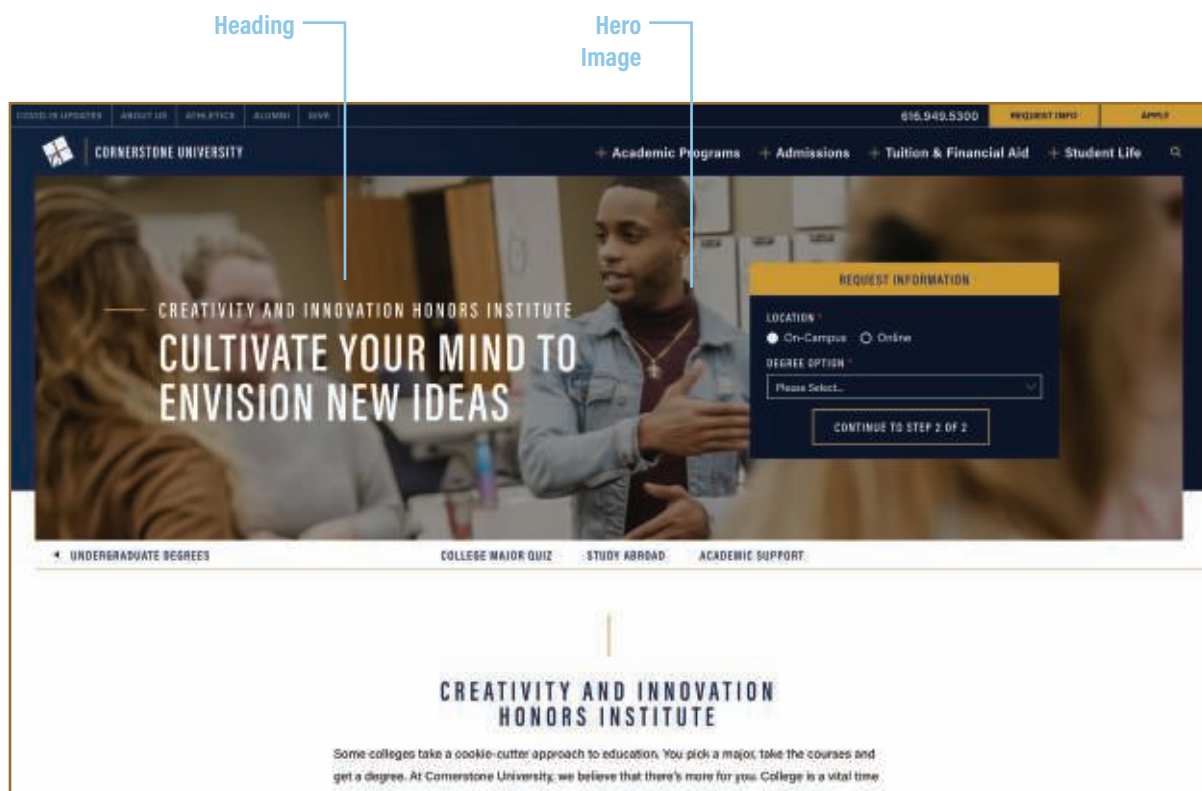 Heading
Hero
Image
COVID-19 UPDATES ABOUT US ATHLETICS ALUMNI GIVE 616.949.5300 REQUEST INFO APPLY
CORNERSTONE UNIVERSITY + Academic Programs + Admissions + Tuition & Financial Aid + Student Life
CREATIVITY AND INNOVATION HONORS INSTITUTE
CULTIVATE YOUR MIND TO
ENVISION NEW IDEAS
REQUEST INFORMATION
LOCATION *
On-Campus Online
DEGREE OPTION *
Please Select...
CONTINUE TO STEP 2 OF 2
UNDERGRADUATE DEGREES COLLEGE MAJOR QUIZ STUDY ABROAD ACADEMIC SUPPORT
CREATIVITY AND INNOVATION
HONORS INSTITUTE
Some colleges take a cookie-cutter approach to education. You pick a major, take the courses and
get a degree. At Cornerstone University, we believe that there's more for you. College is a vital time